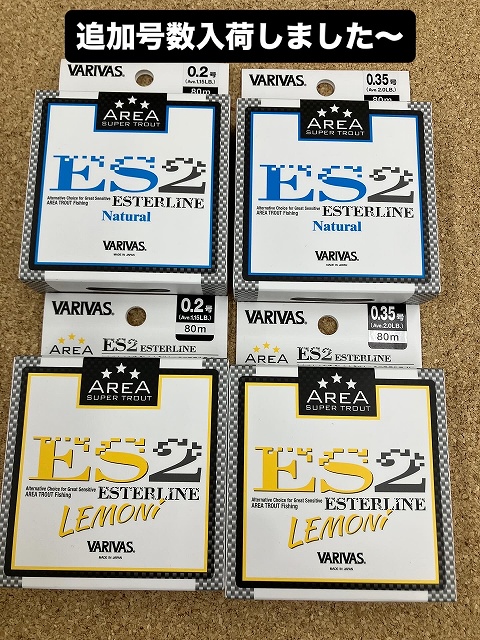 追加号数入荷しました〜
VARIVAS®
0.2号
(Ave.1.15LB.)
80m
AREA
SUPER TROUT
ES2
Alternative Choice for Great Sensitive
AREA TROUT Fishing
ESTERLiNE
Natural
VARIVAS®
MADE IN JAPAN
VARIVAS®
0.35号
(Ave.2.0LB.)
80m
AREA
SUPER TROUT
ES2
Alternative Choice for Great Sensitive
AREA TROUT Fishing
ESTERLiNE
Natural
VARIVAS®
MADE IN JAPAN
VARIVAS®
0.2号
(Ave.1.15LB.)
80m
AREA
ES2 ESTERLiNE
AREA
SUPER TROUT
ES2
Alternative Choice for Great Sensitive
AREA TROUT Fishing
ESTERLiNE
LEMONi
VARIVAS®
MADE IN JAPAN
VARIVAS®
0.35号
(Ave.2.0LB.)
80m
AREA
ES2 ESTERLiNE
AREA
SUPER TROUT
ES2
Alternative Choice for Great Sensitive
AREA TROUT Fishing
ESTERLiNE
LEMONi
VARIVAS®
MADE IN JAPAN